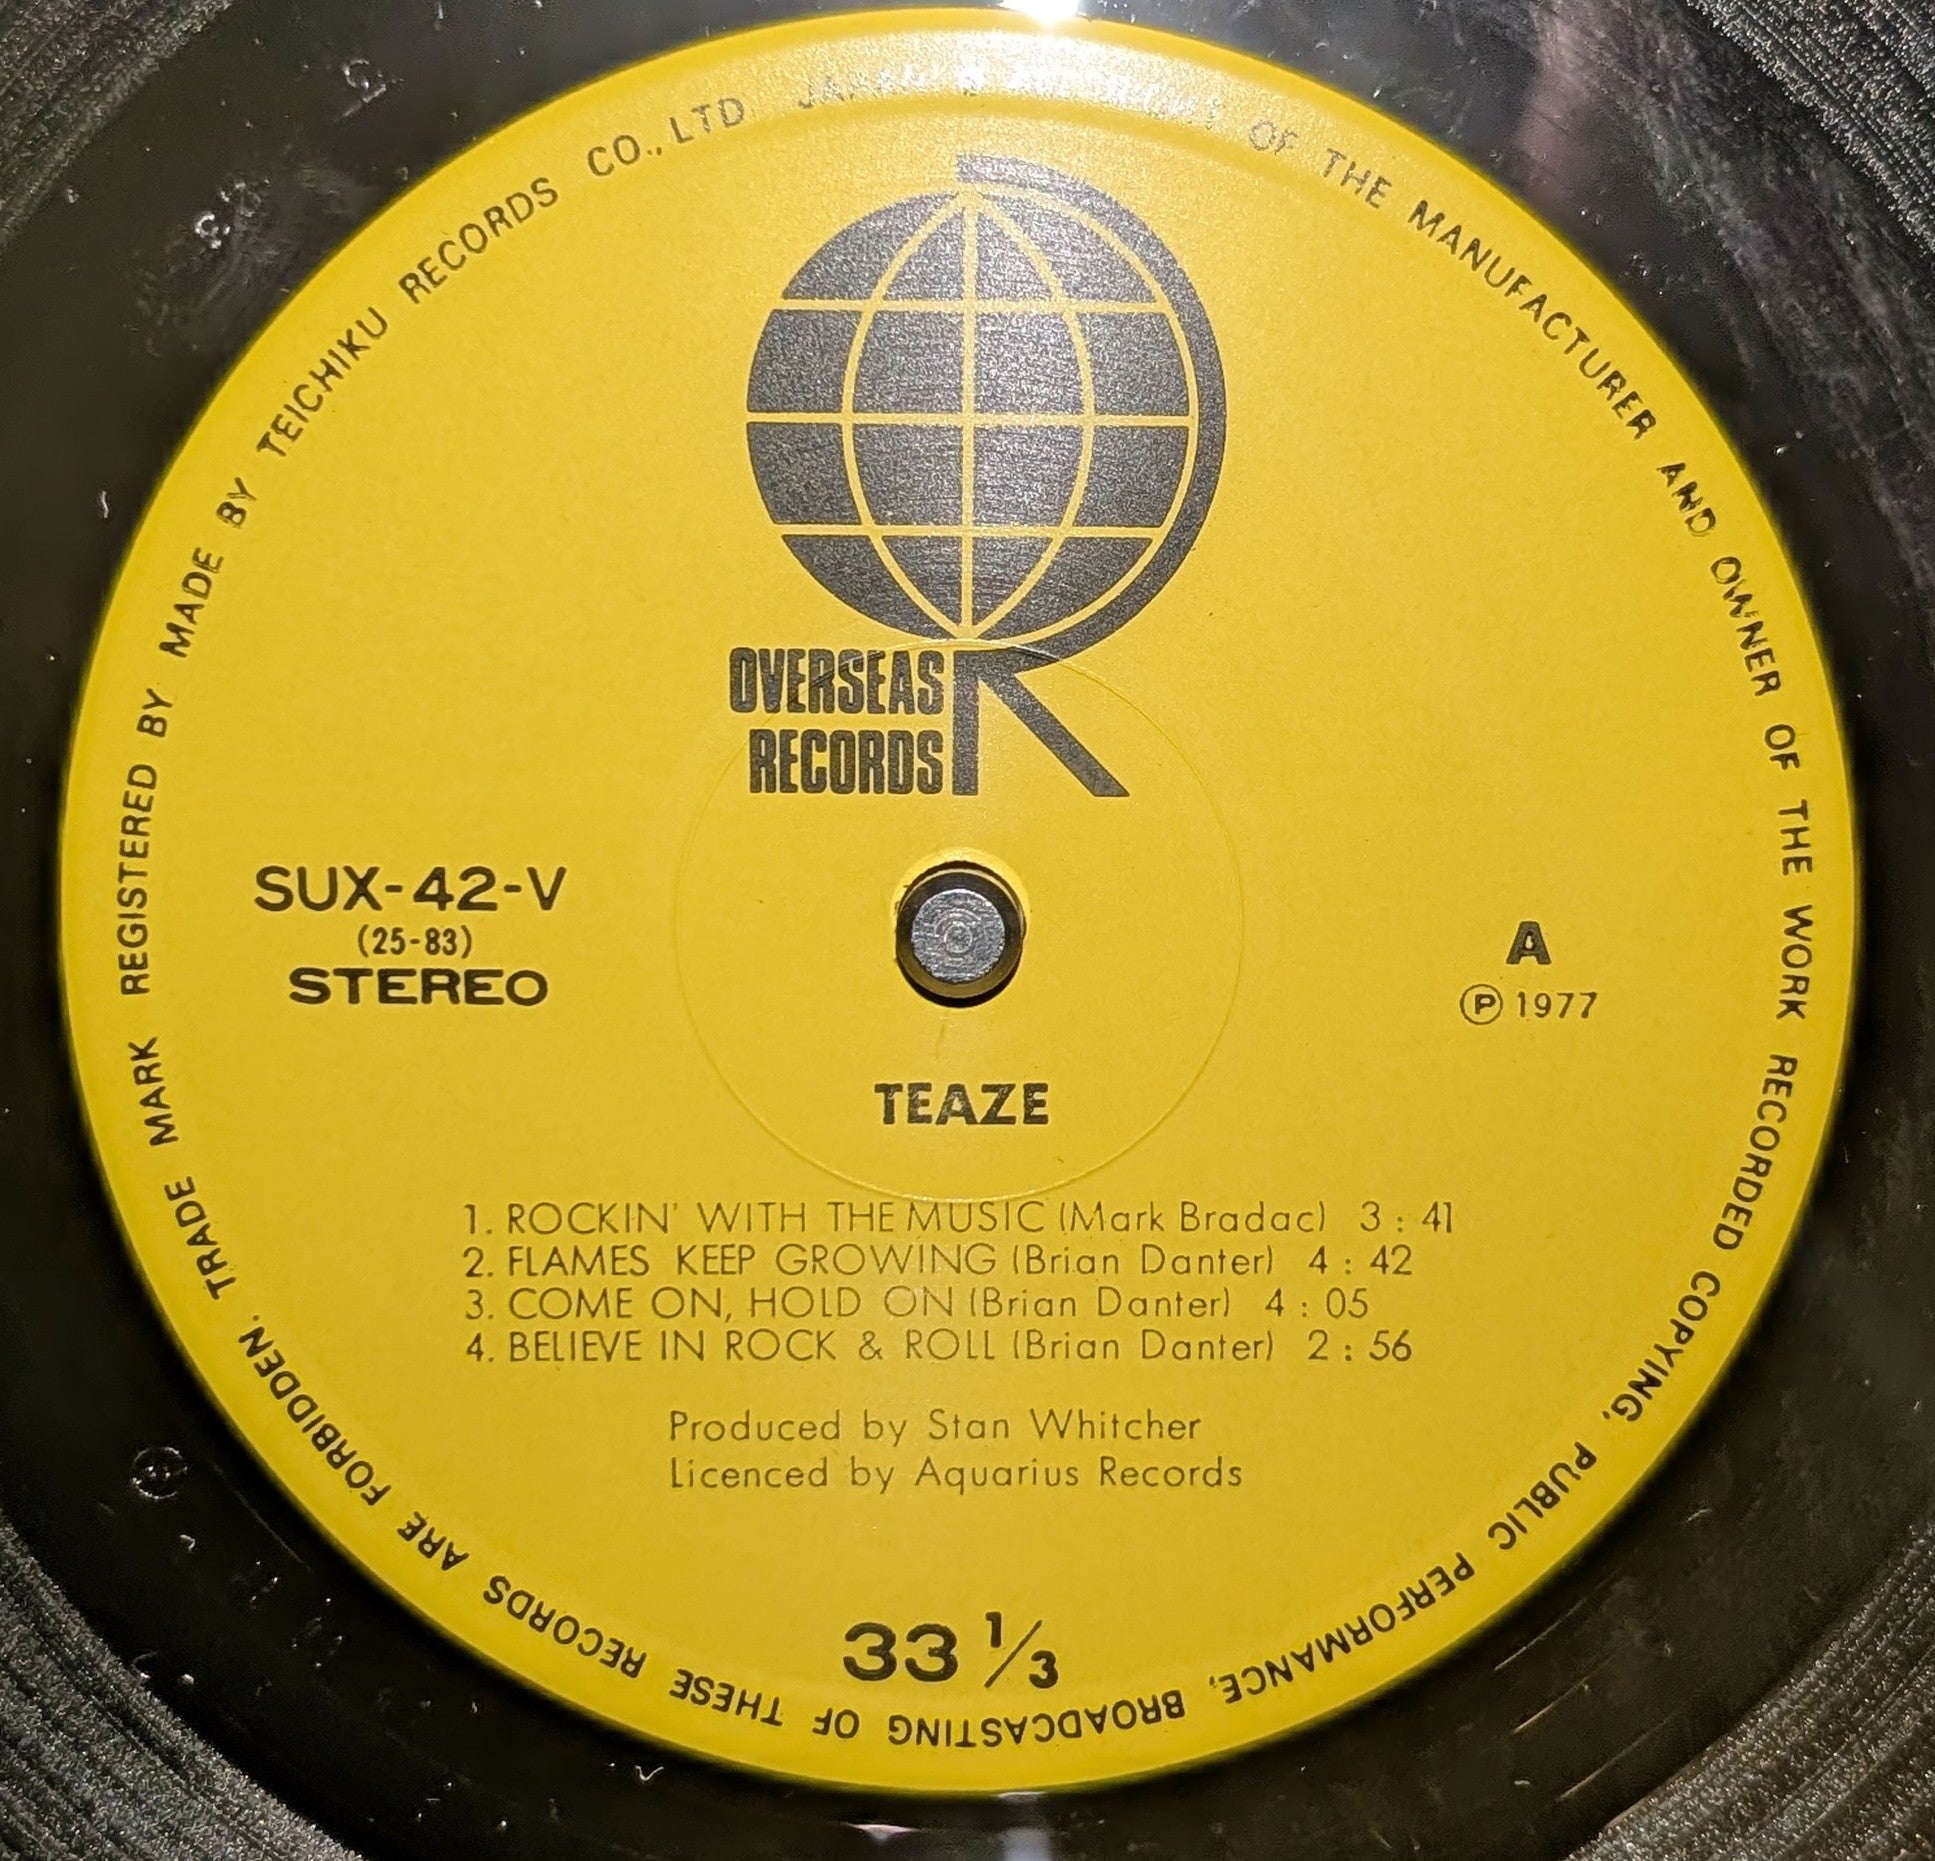 TRADE MARK REGISTERED BY MADE BY TEICHIKU RECORDS CO., LTD. JAPAN OF THE MANUFACTURER AND OWNER OF THE WORK RECORDED COPYING, PUBLIC PERFORMANCE, BROADCASTING OF THESE RECORDS ARE FORBIDDEN.
OVERSEAS
RECORDS
SUX-42-V
(25-83)
STEREO
A
Ⓟ 1977
TEAZE
1. ROCKIN' WITH THE MUSIC (Mark Bradac) 3 : 41
2. FLAMES KEEP GROWING (Brian Danter) 4 : 42
3. COME ON, HOLD ON (Brian Danter) 4 : 05
4. BELIEVE IN ROCK & ROLL (Brian Danter) 2 : 56
Produced by Stan Whitcher
Licenced by Aquarius Records
33 1/3